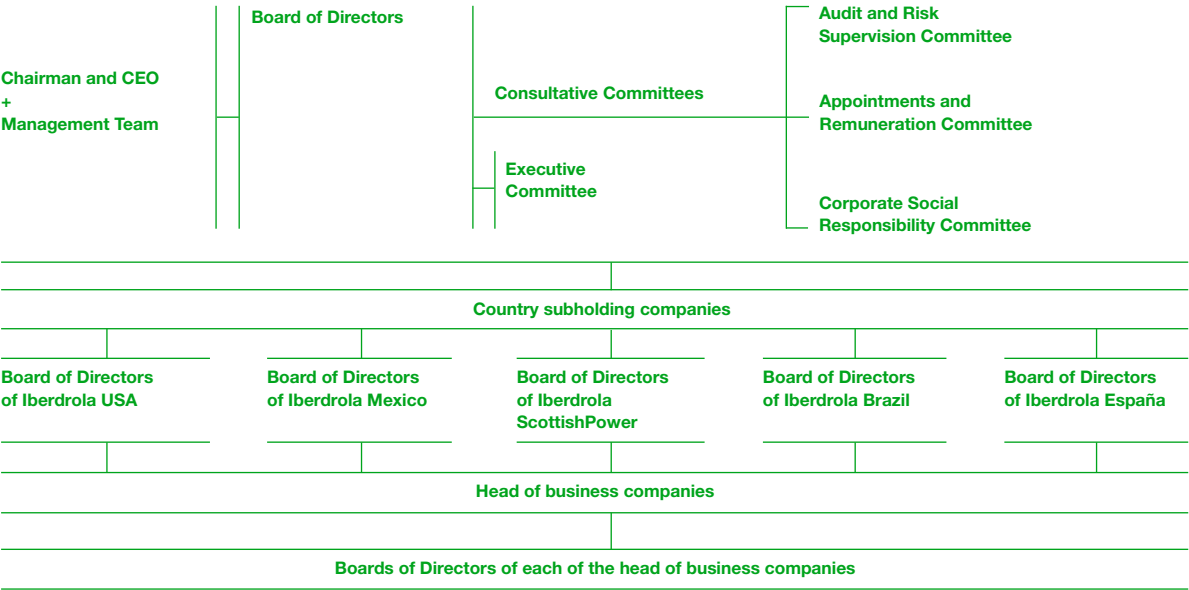 Chairman and CEO
+
Management Team
Board of Directors
Consultative Committees
Executive
Committee
Audit and Risk
Supervision Committee
Appointments and
Remuneration Committee
Corporate Social
Responsibility Committee
Country subholding companies
Board of Directors
of Iberdrola USA
Board of Directors
of Iberdrola Mexico
Board of Directors
of Iberdrola
ScottishPower
Board of Directors
of Iberdrola Brazil
Board of Directors
of Iberdrola España
Head of business companies
Boards of Directors of each of the head of business companies